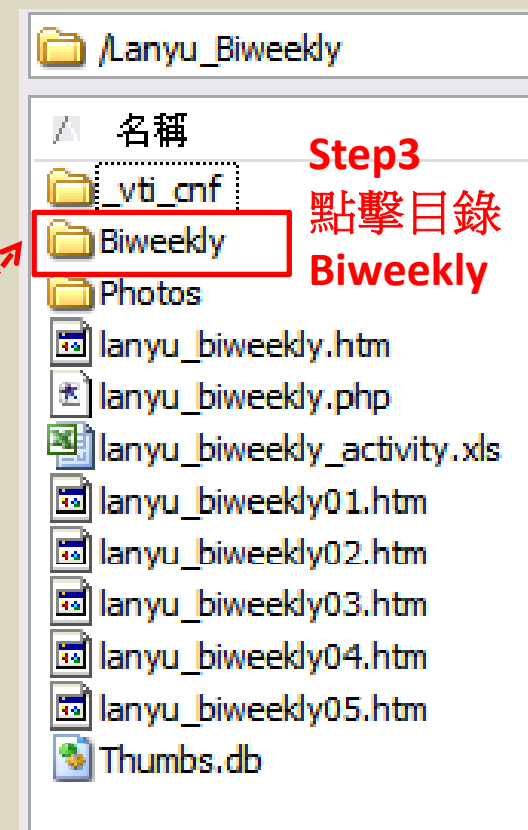 /Lanyu_Biweekly
名稱
Step3
點擊目錄
Biweekly
_vti_cnf
Biweekly
Photos
lanyu_biweekly.htm
lanyu_biweekly.php
lanyu_biweekly_activity.xls
lanyu_biweekly01.htm
lanyu_biweekly02.htm
lanyu_biweekly03.htm
lanyu_biweekly04.htm
lanyu_biweekly05.htm
Thumbs.db